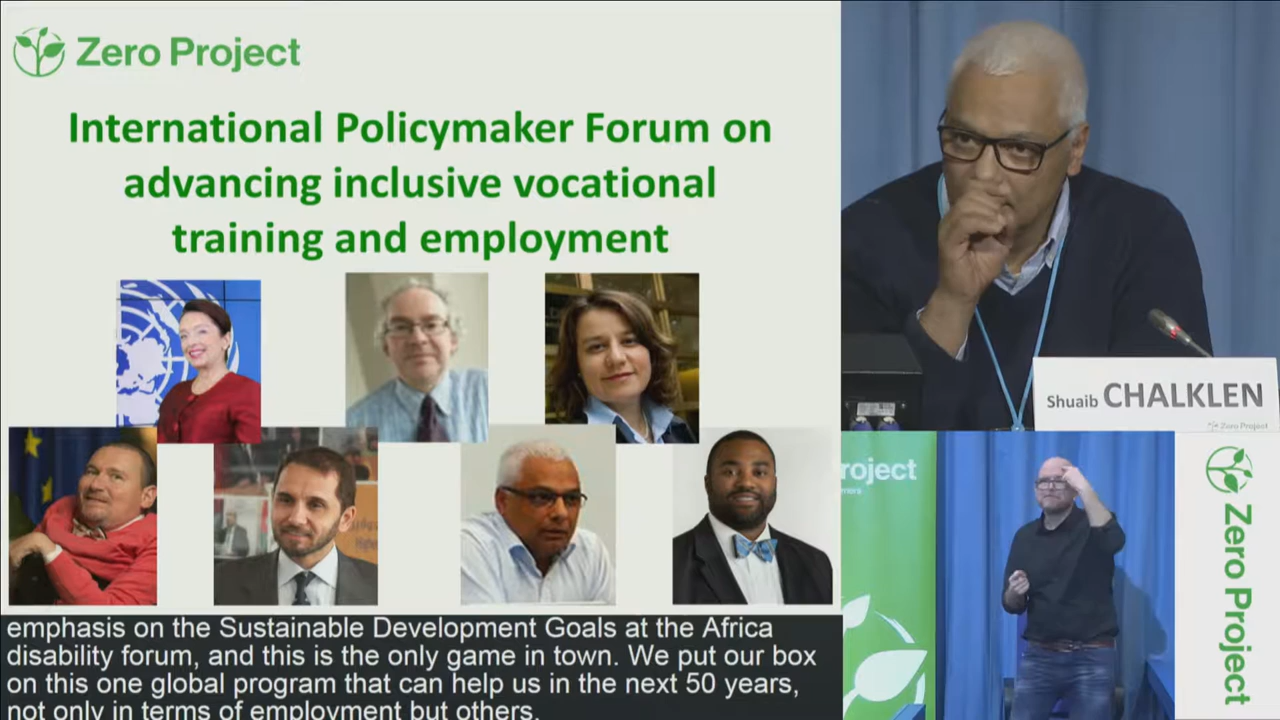 Zero Project
International Policymaker Forum on
advancing inclusive vocational
training and employment
emphasis on the Sustainable Development Goals at the Africa
disability forum, and this is the only game in town. We put our box
on this one global program that can help us in the next 50 years,
not only in terms of employment but others.
Shuaib CHALKLEN
Zero Project
roject
Zero Project